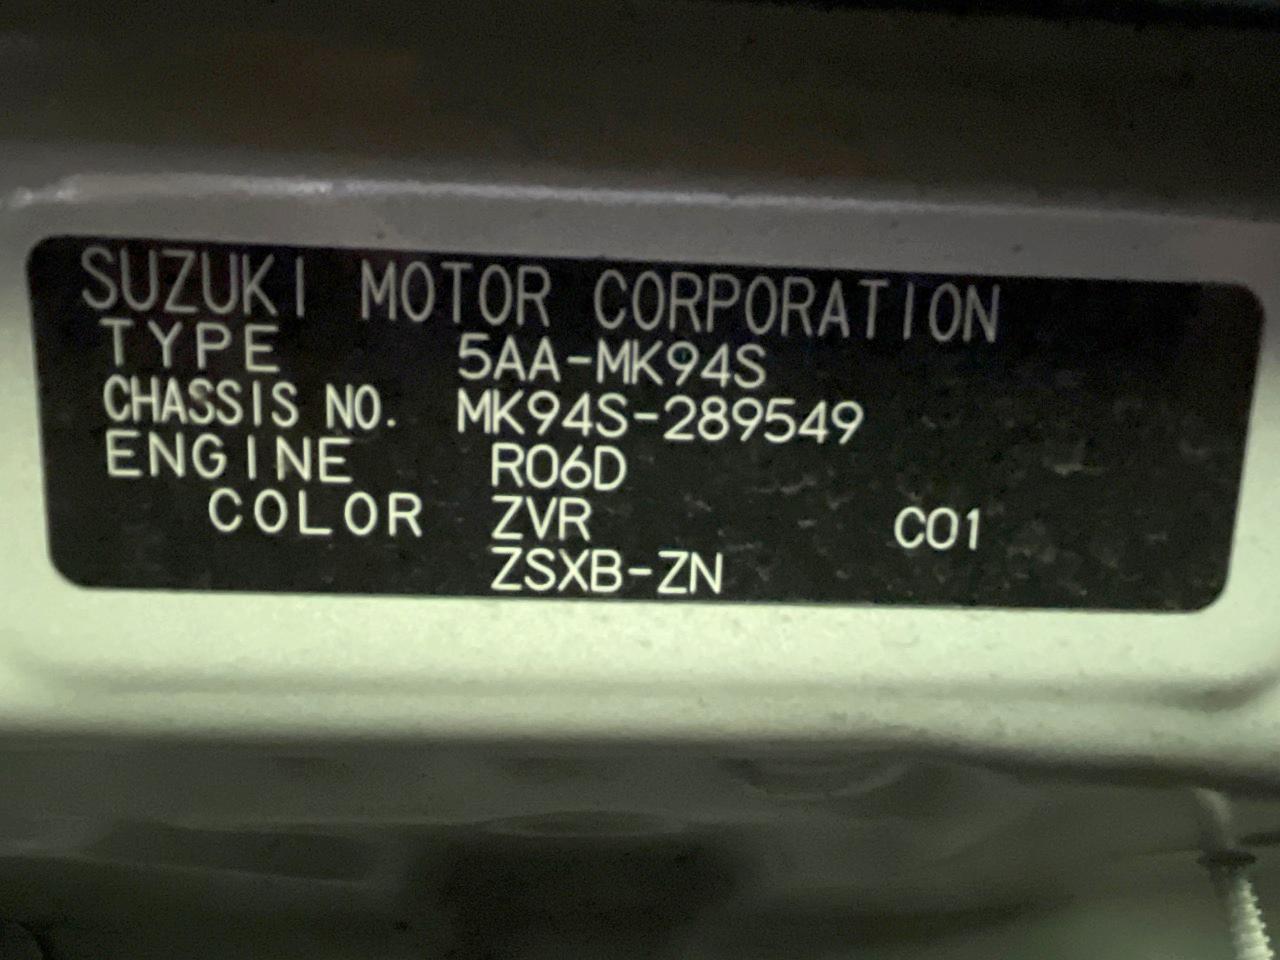 SUZUKI MOTOR CORPORATION
TYPE 5AA-MK94S
CHASSIS NO. MK94S-289549
ENGINE R06D
COLOR ZVR C01
ZSXB-ZN